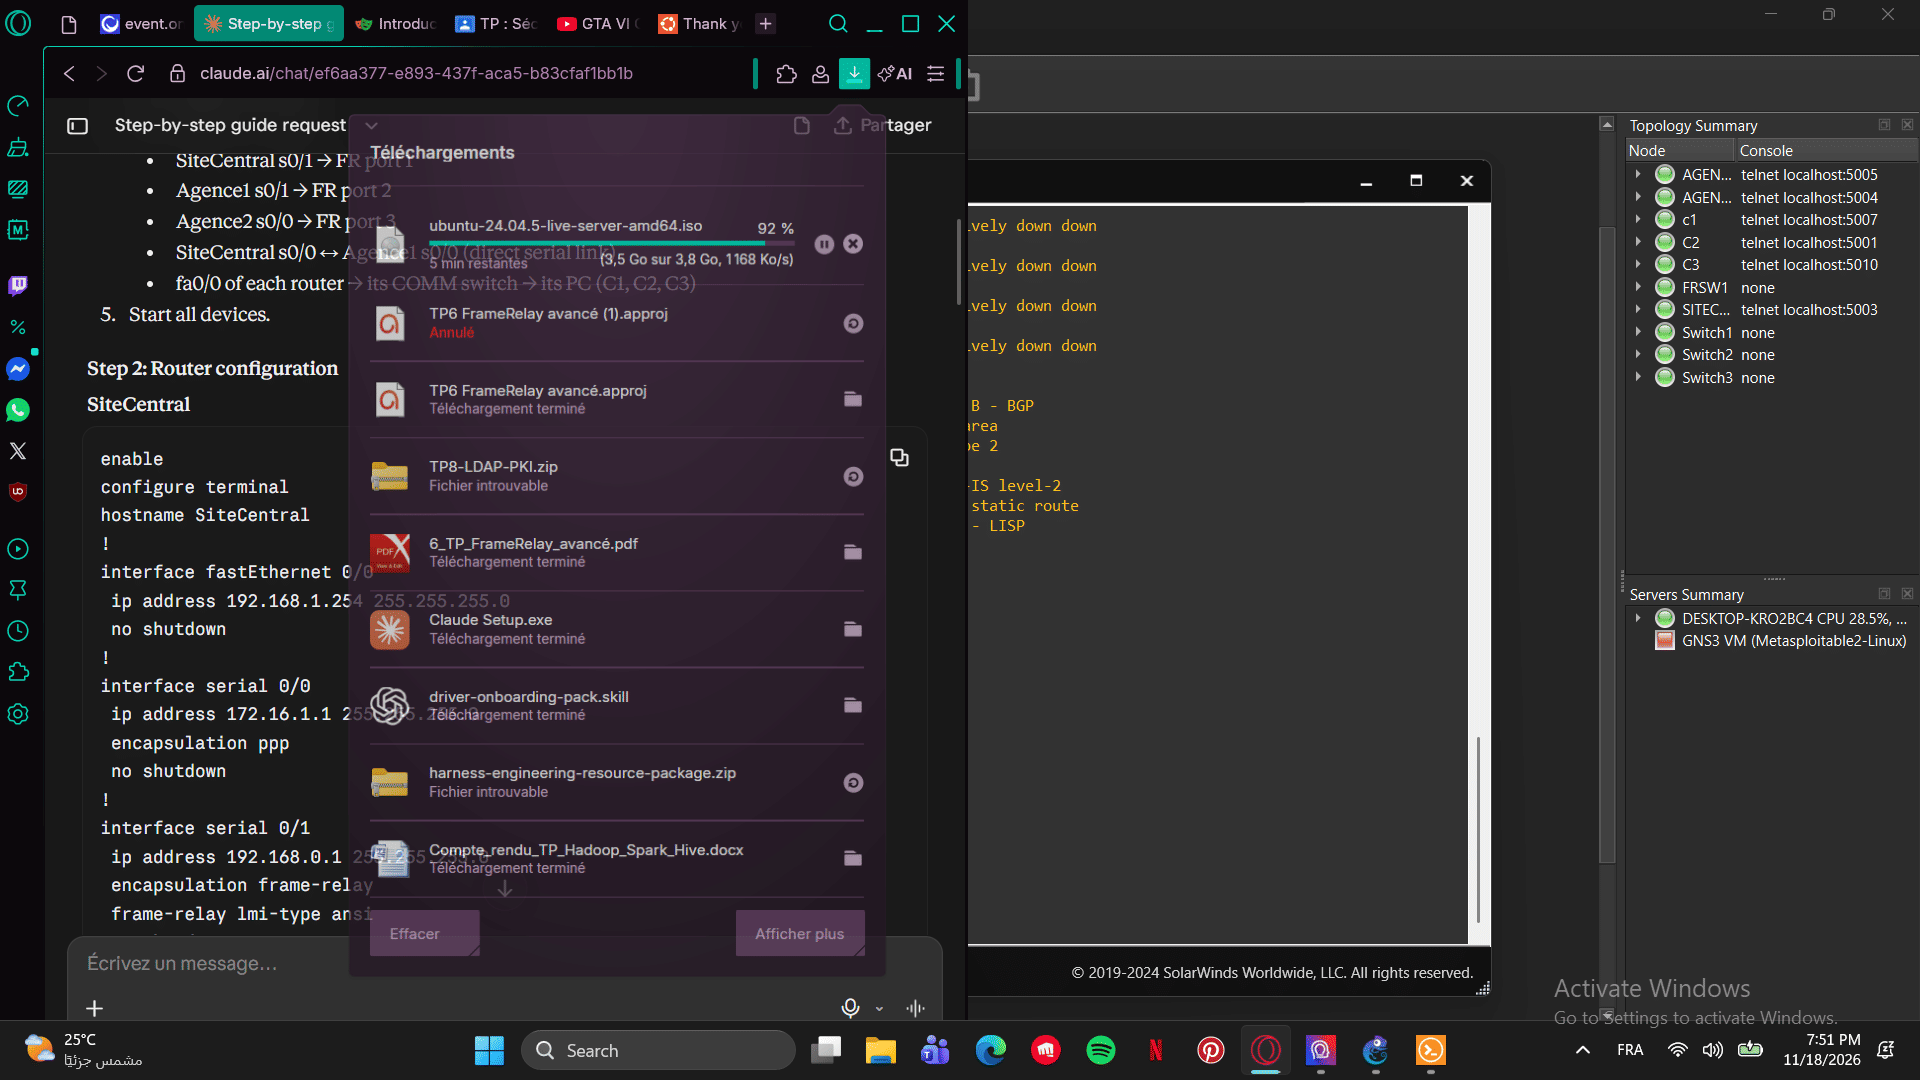 event.or
Step-by-step g
Introduc
TP : Séc
GTA VI
Thank y
claude.ai/chat/ef6aa377-e893-437f-aca5-b83cfaf1bb1b
AI
Step-by-step guide request
Partager
SiteCentral s0/1 → FR port 1
Agence1 s0/1 → FR port 2
Agence2 s0/0 → FR port 3
SiteCentral s0/0 ↔ Agence1 s0/0 (direct serial link)
fa0/0 of each router → its COMM switch → its PC (C1, C2, C3)
5. Start all devices.
Step 2: Router configuration
SiteCentral
enable
configure terminal
hostname SiteCentral
!
interface fastEthernet 0/0
ip address 192.168.1.254 255.255.255.0
no shutdown
!
interface serial 0/0
ip address 172.16.1.1 255.255.255.0
encapsulation ppp
no shutdown
!
interface serial 0/1
ip address 192.168.0.1 255.255.255.0
encapsulation frame-relay
frame-relay lmi-type ansi
Écrivez un message…
Téléchargements
ubuntu-24.04.5-live-server-amd64.iso
92 %
5 min restantes
(3,5 Go sur 3,8 Go, 1168 Ko/s)
TP6 FrameRelay avancé (1).approj
Annulé
TP6 FrameRelay avancé.approj
Téléchargement terminé
TP8-LDAP-PKI.zip
Fichier introuvable
PDF
6_TP_FrameRelay_avancé.pdf
Téléchargement terminé
Claude Setup.exe
Téléchargement terminé
driver-onboarding-pack.skill
Téléchargement terminé
harness-engineering-resource-package.zip
Fichier introuvable
Compte_rendu_TP_Hadoop_Spark_Hive.docx
Téléchargement terminé
Effacer
Afficher plus
ively down down
ively down down
ively down down
ively down down
B - BGP
area
pe 2
-IS level-2
static route
- LISP
© 2019-2024 SolarWinds Worldwide, LLC. All rights reserved.
Topology Summary
Node
Console
AGEN... telnet localhost:5005
AGEN... telnet localhost:5004
c1 telnet localhost:5007
C2 telnet localhost:5001
C3 telnet localhost:5010
FRSW1 none
SITEC... telnet localhost:5003
Switch1 none
Switch2 none
Switch3 none
Servers Summary
DESKTOP-KRO2BC4 CPU 28.5%, ...
GNS3 VM (Metasploitable2-Linux)
Activate Windows
Go to Settings to activate Windows.
25°C
مشمس جزئيًا
Search
FRA
7:51 PM
11/18/2026